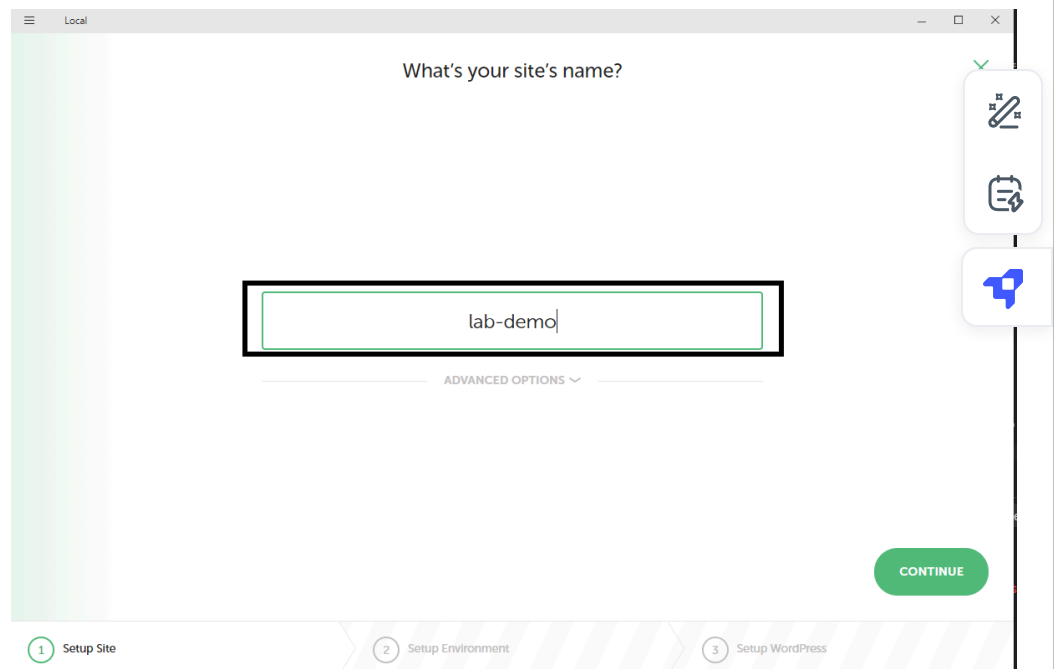 Local
What's your site's name?
lab-demo
ADVANCED OPTIONS
CONTINUE
1 Setup Site
2 Setup Environment
3 Setup WordPress